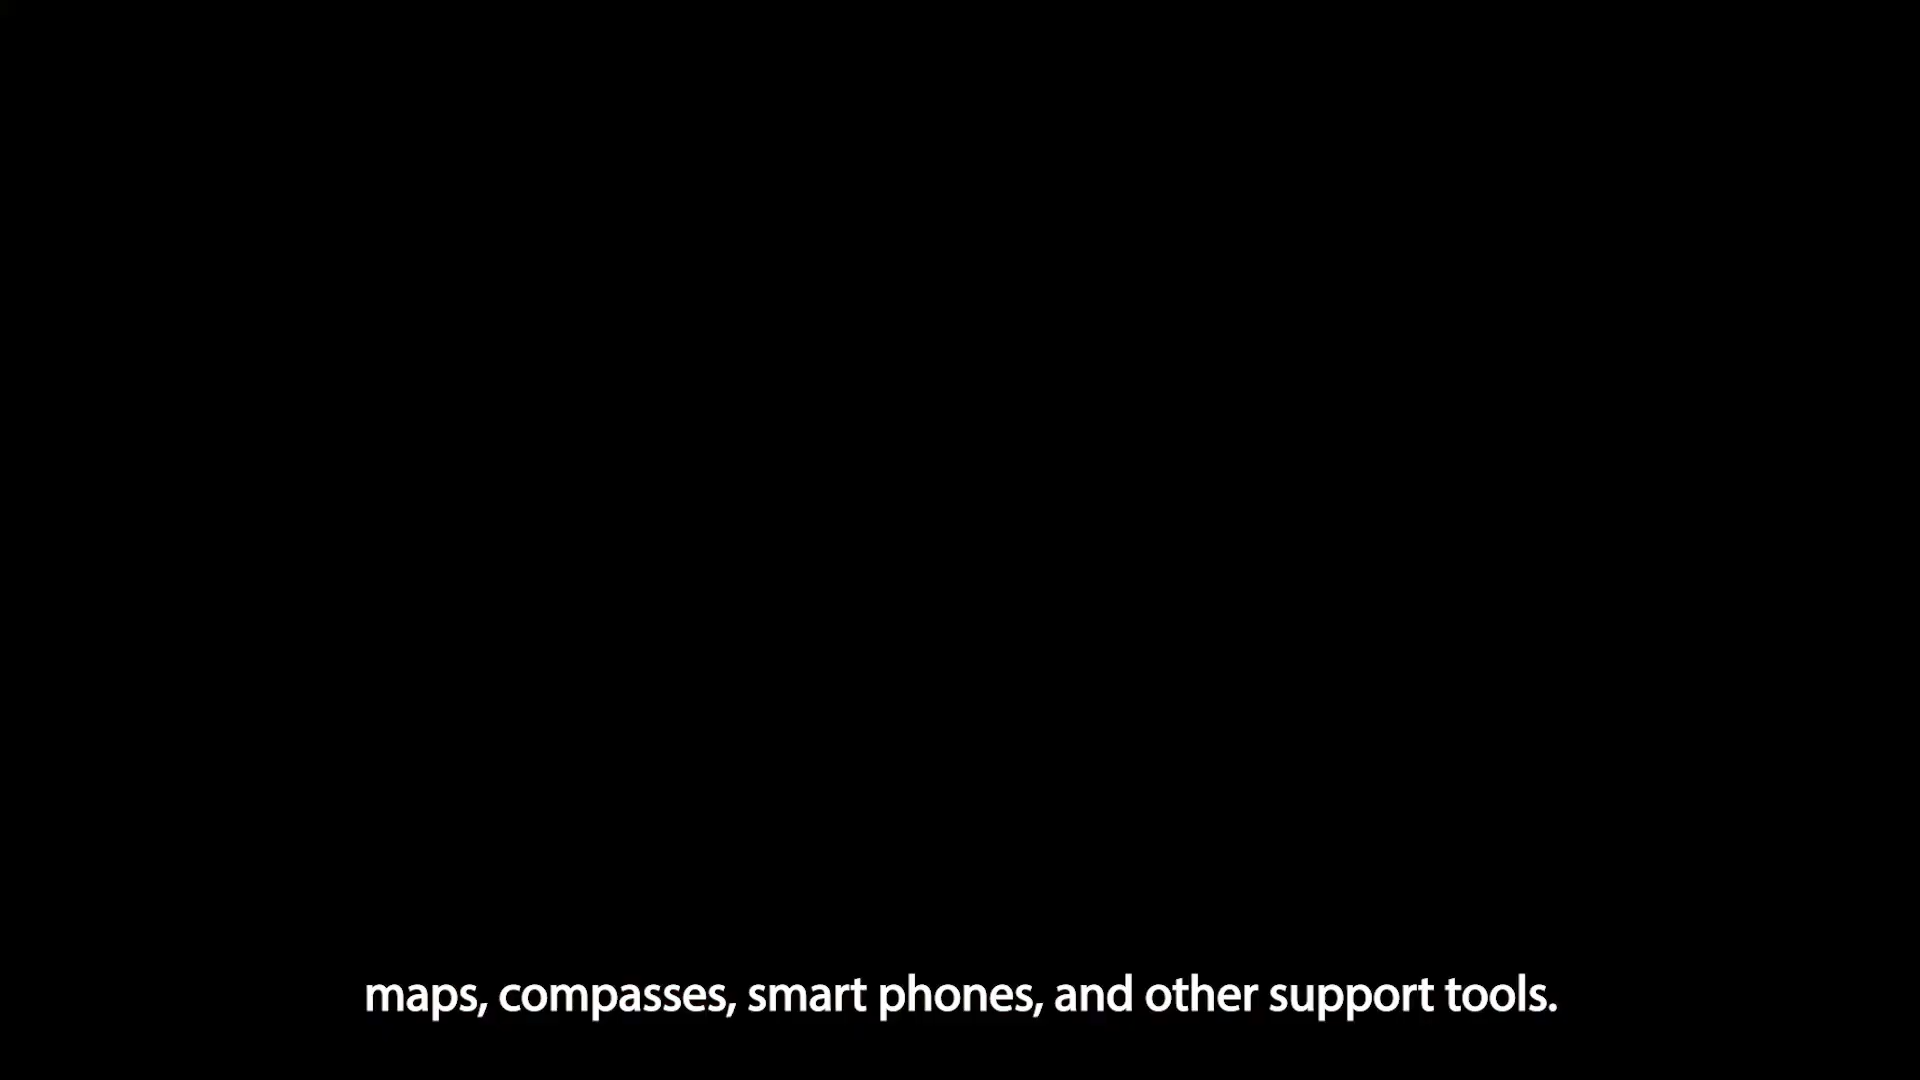 maps, compasses, smart phones, and other support tools.